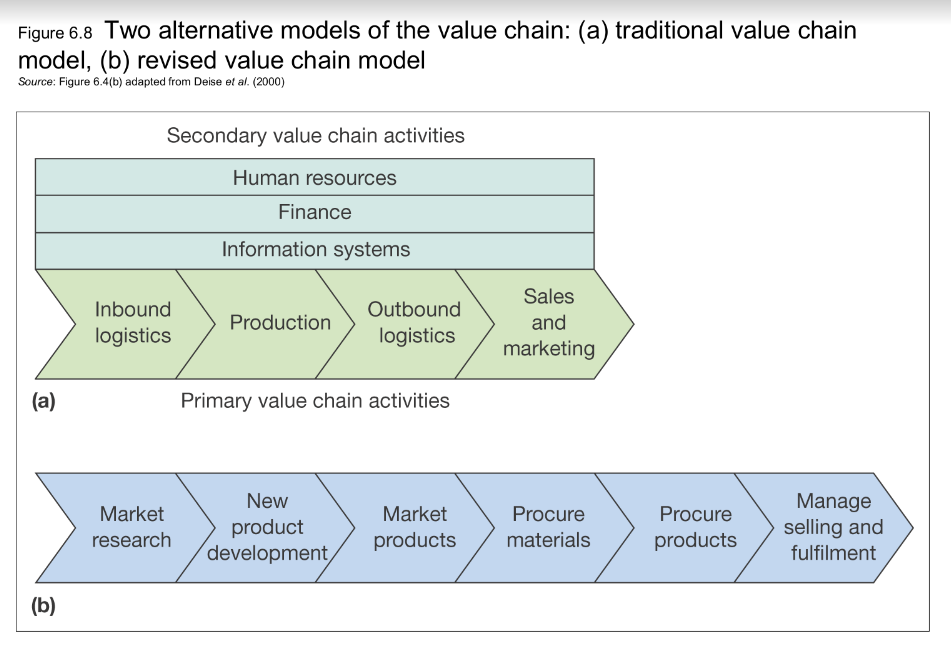 Figure 6.8 Two alternative models of the value chain: (a) traditional value chain
model, (b) revised value chain model
Source: Figure 6.4(b) adapted from Deise et al. (2000)
Secondary value chain activities
Human resources
Finance
Information systems
Inbound
logistics
Production
Outbound
logistics
Sales
and
marketing
(a)
Primary value chain activities
Market
research
New
product
development
Market
products
Procure
materials
Procure
products
Manage
selling and
fulfilment
(b)